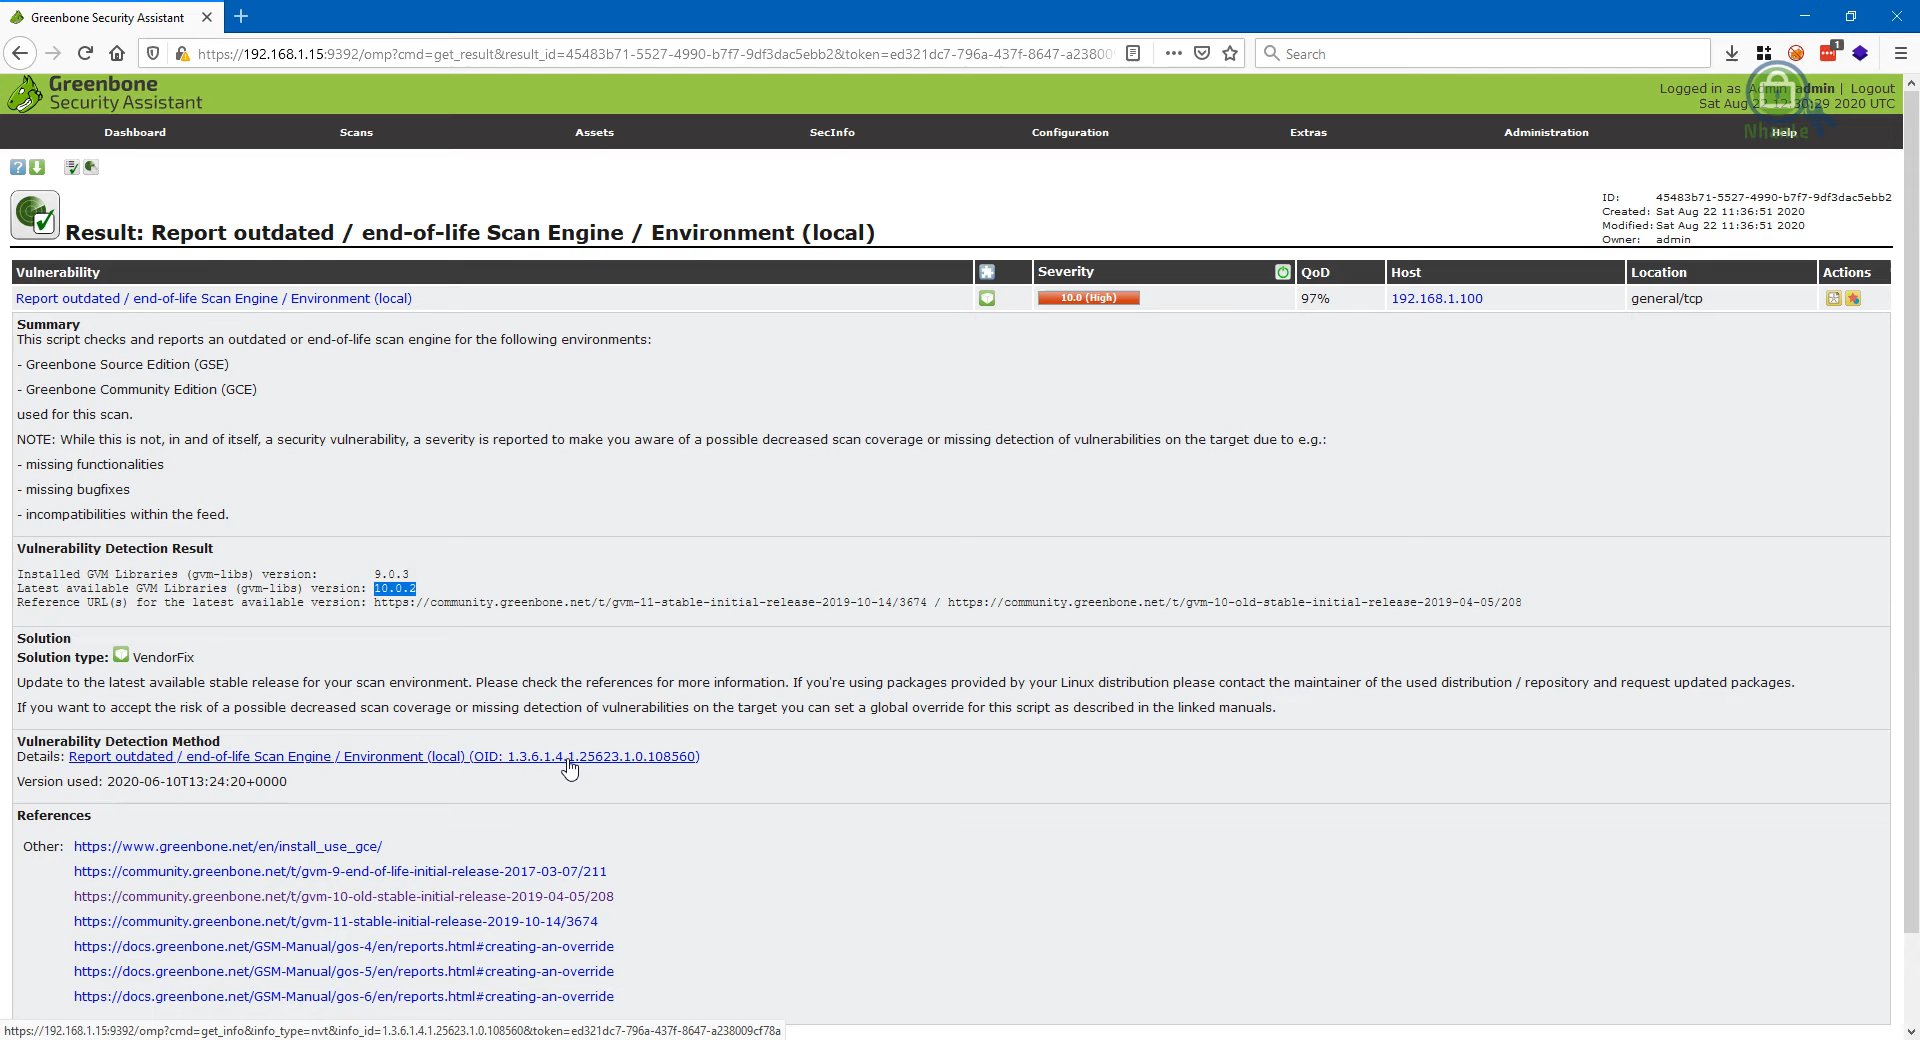 Greenbone Security Assistant
https://192.168.1.15:9392/omp?cmd=get_result&result_id=45483b71-5527-4990-b7f7-9df3dac5ebb2&token=ed321dc7-796a-437f-8647-a238009
Search
1
Greenbone
Security Assistant
Logged in as Admin admin | Logout
Sat Aug 22 12:30:29 2020 UTC
Dashboard Scans Assets SecInfo Configuration Extras Administration Help
ID: 45483b71-5527-4990-b7f7-9df3dac5ebb2
Created: Sat Aug 22 11:36:51 2020
Modified: Sat Aug 22 11:36:51 2020
Owner: admin
Result: Report outdated / end-of-life Scan Engine / Environment (local)
Vulnerability Severity QoD Host Location Actions
Report outdated / end-of-life Scan Engine / Environment (local) 10.0 (High) 97% 192.168.1.100 general/tcp
Summary
This script checks and reports an outdated or end-of-life scan engine for the following environments:
- Greenbone Source Edition (GSE)
- Greenbone Community Edition (GCE)
used for this scan.
NOTE: While this is not, in and of itself, a security vulnerability, a severity is reported to make you aware of a possible decreased scan coverage or missing detection of vulnerabilities on the target due to e.g.:
- missing functionalities
- missing bugfixes
- incompatibilities within the feed.
Vulnerability Detection Result
Installed GVM Libraries (gvm-libs) version: 9.0.3
Latest available GVM Libraries (gvm-libs) version: 10.0.2
Reference URL(s) for the latest available version: https://community.greenbone.net/t/gvm-11-stable-initial-release-2019-10-14/3674 / https://community.greenbone.net/t/gvm-10-old-stable-initial-release-2019-04-05/208
Solution
Solution type: VendorFix
Update to the latest available stable release for your scan environment. Please check the references for more information. If you're using packages provided by your Linux distribution please contact the maintainer of the used distribution / repository and request updated packages.
If you want to accept the risk of a possible decreased scan coverage or missing detection of vulnerabilities on the target you can set a global override for this script as described in the linked manuals.
Vulnerability Detection Method
Details: Report outdated / end-of-life Scan Engine / Environment (local) (OID: 1.3.6.1.4.1.25623.1.0.108560)
Version used: 2020-06-10T13:24:20+0000
References
Other: https://www.greenbone.net/en/install_use_gce/
https://community.greenbone.net/t/gvm-9-end-of-life-initial-release-2017-03-07/211
https://community.greenbone.net/t/gvm-10-old-stable-initial-release-2019-04-05/208
https://community.greenbone.net/t/gvm-11-stable-initial-release-2019-10-14/3674
https://docs.greenbone.net/GSM-Manual/gos-4/en/reports.html#creating-an-override
https://docs.greenbone.net/GSM-Manual/gos-5/en/reports.html#creating-an-override
https://docs.greenbone.net/GSM-Manual/gos-6/en/reports.html#creating-an-override
https://192.168.1.15:9392/omp?cmd=get_info&info_type=nvt&info_id=1.3.6.1.4.1.25623.1.0.108560&token=ed321dc7-796a-437f-8647-a238009cf78a